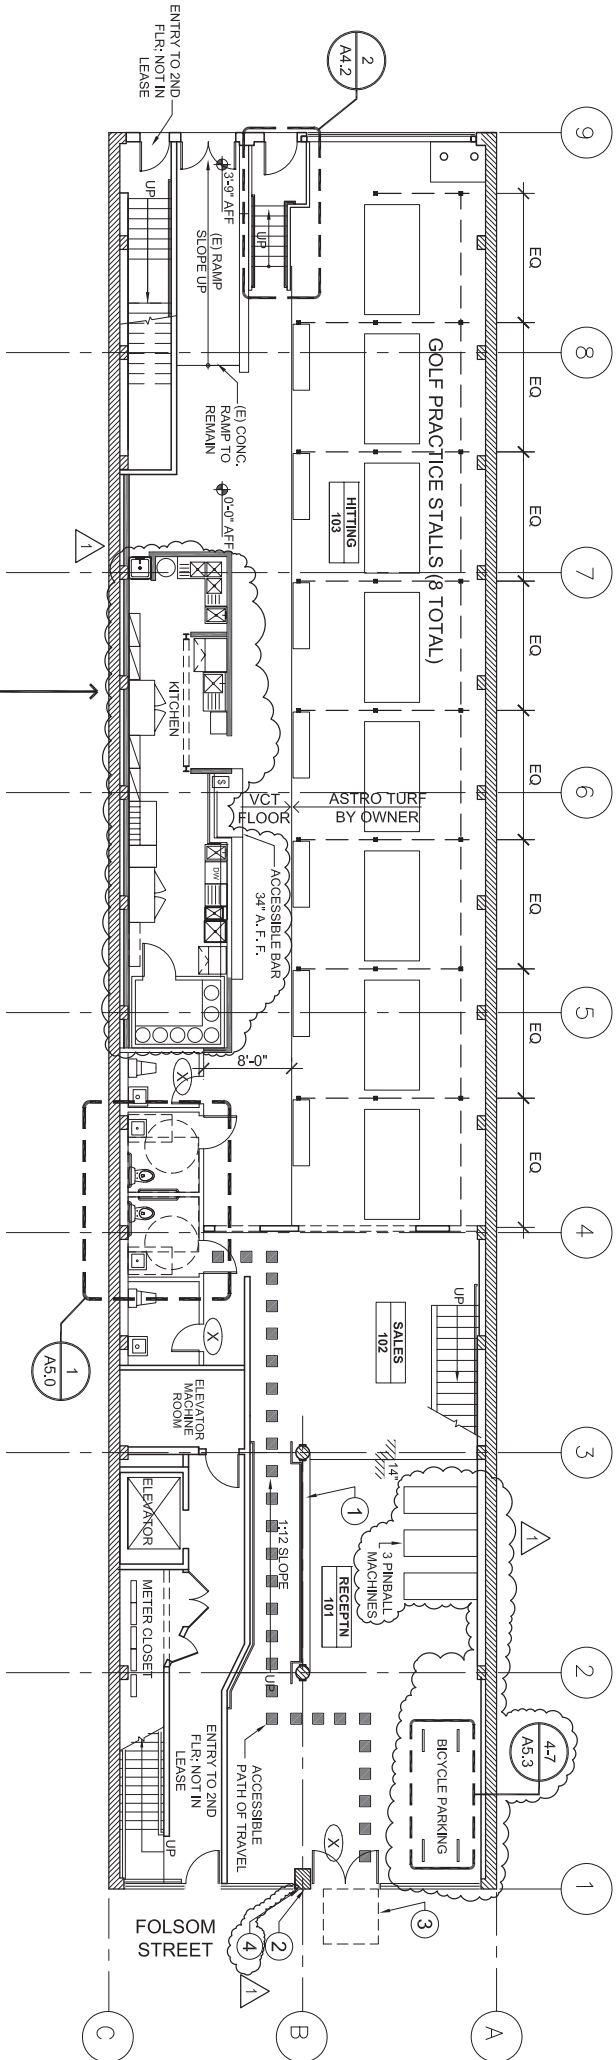 ENTRY TO 2ND
FLR; NOT IN
LEASE
2
A4.2
9
UP
3'-9" AFF
(E) RAMP
SLOPE UP
UP
EQ
8
(E) CONC.
RAMP TO
REMAIN
GOLF PRACTICE STALLS (8 TOTAL)
EQ
0'-0" AFF
HITTING
103
EQ
1
7
EQ
KITCHEN
EQ
S
VCT
FLOOR
ASTRO TURF
BY OWNER
6
DW
ACCESSIBLE BAR
34" A. F. F.
EQ
5
8'-0"
X
EQ
EQ
4
1
A5.0
X
SALES
102
UP
ELEVATOR
MACHINE
ROOM
3
14"
ELEVATOR
1:12 SLOPE
1
3 PINBALL
MACHINES
1
METER CLOSET
RECEPTN
101
UP
2
ENTRY TO 2ND
FLR; NOT IN
LEASE
UP
ACCESSIBLE
PATH OF TRAVEL
BICYCLE PARKING
4-7
A5.3
X
1
FOLSOM
STREET
4
2
3
1
C
B
A